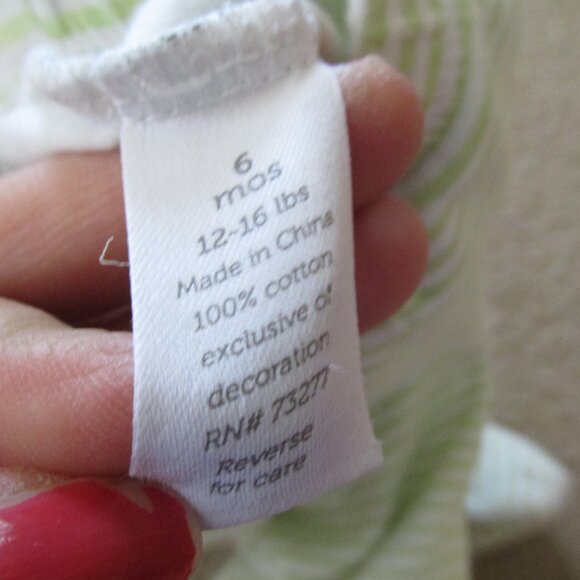 6
mos
12-16 lbs
Made in China
100% cotton
exclusive of
decoration
RN# 73277
Reverse
for care